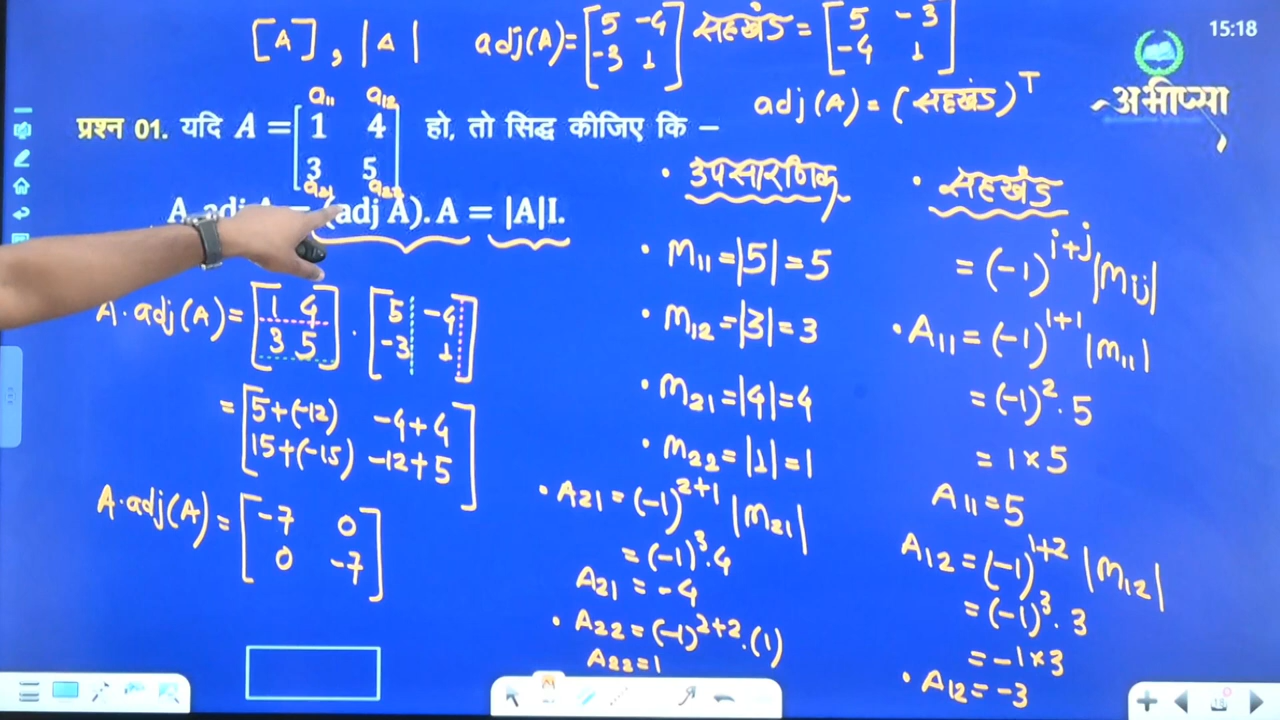 15:18
[A], |A| adj(A)= [5 -4 -3 1] सहखंड = [5 -3 -4 1]
adj(A) = (सहखंड)ᵀ
अभीप्सा
a₁₁ a₁₂
प्रश्न 01. यदि A = [1 4 3 5] हो, तो सिद्ध कीजिए कि –
a₂₁ a₂₂
(adj A). A = |A|I.
A·adj(A)= [1 4 3 5] · [5 -4 -3 1]
= [5+(-12) -4+4 15+(-15) -12+5]
A·adj(A) = [-7 0 0 -7]
• उपसारणिक
• M₁₁ = |5| = 5
• M₁₂ = |3| = 3
• M₂₁ = |4| = 4
• M₂₂ = |1| = 1
• A₂₁ = (-1)²⁺¹ |M₂₁|
= (-1)³·4
A₂₁ = -4
• A₂₂ = (-1)²⁺²·(1)
A₂₂ = 1
• सहखंड
= (-1)ⁱ⁺ʲ |Mij|
• A₁₁ = (-1)¹⁺¹ |M₁₁|
= (-1)²·5
= 1×5
A₁₁ = 5
A₁₂ = (-1)¹⁺² |M₁₂|
= (-1)³·3
= -1×3
• A₁₂ = -3
18